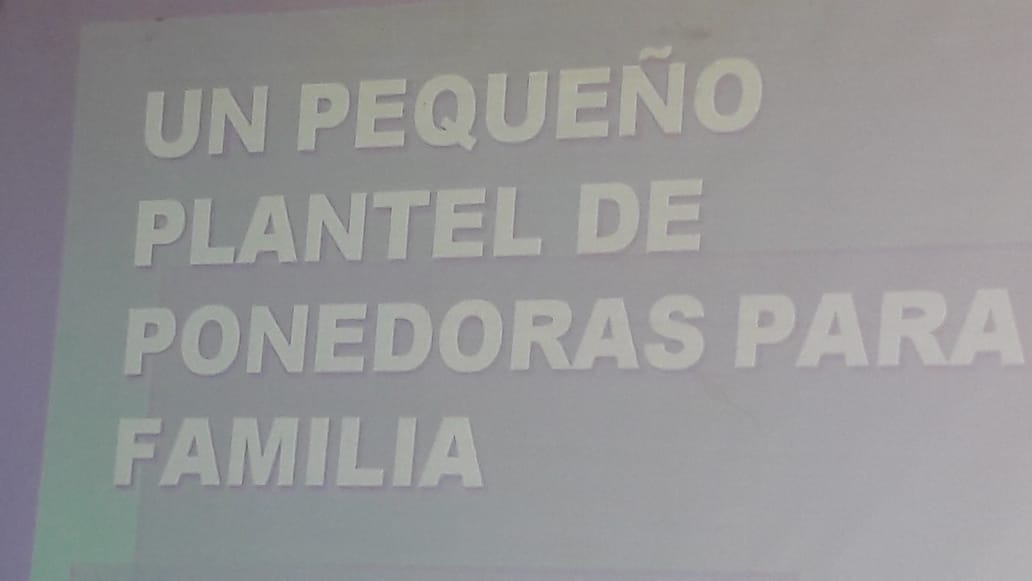 UN PEQUEÑO
PLANTEL DE
PONEDORAS PARA
FAMILIA